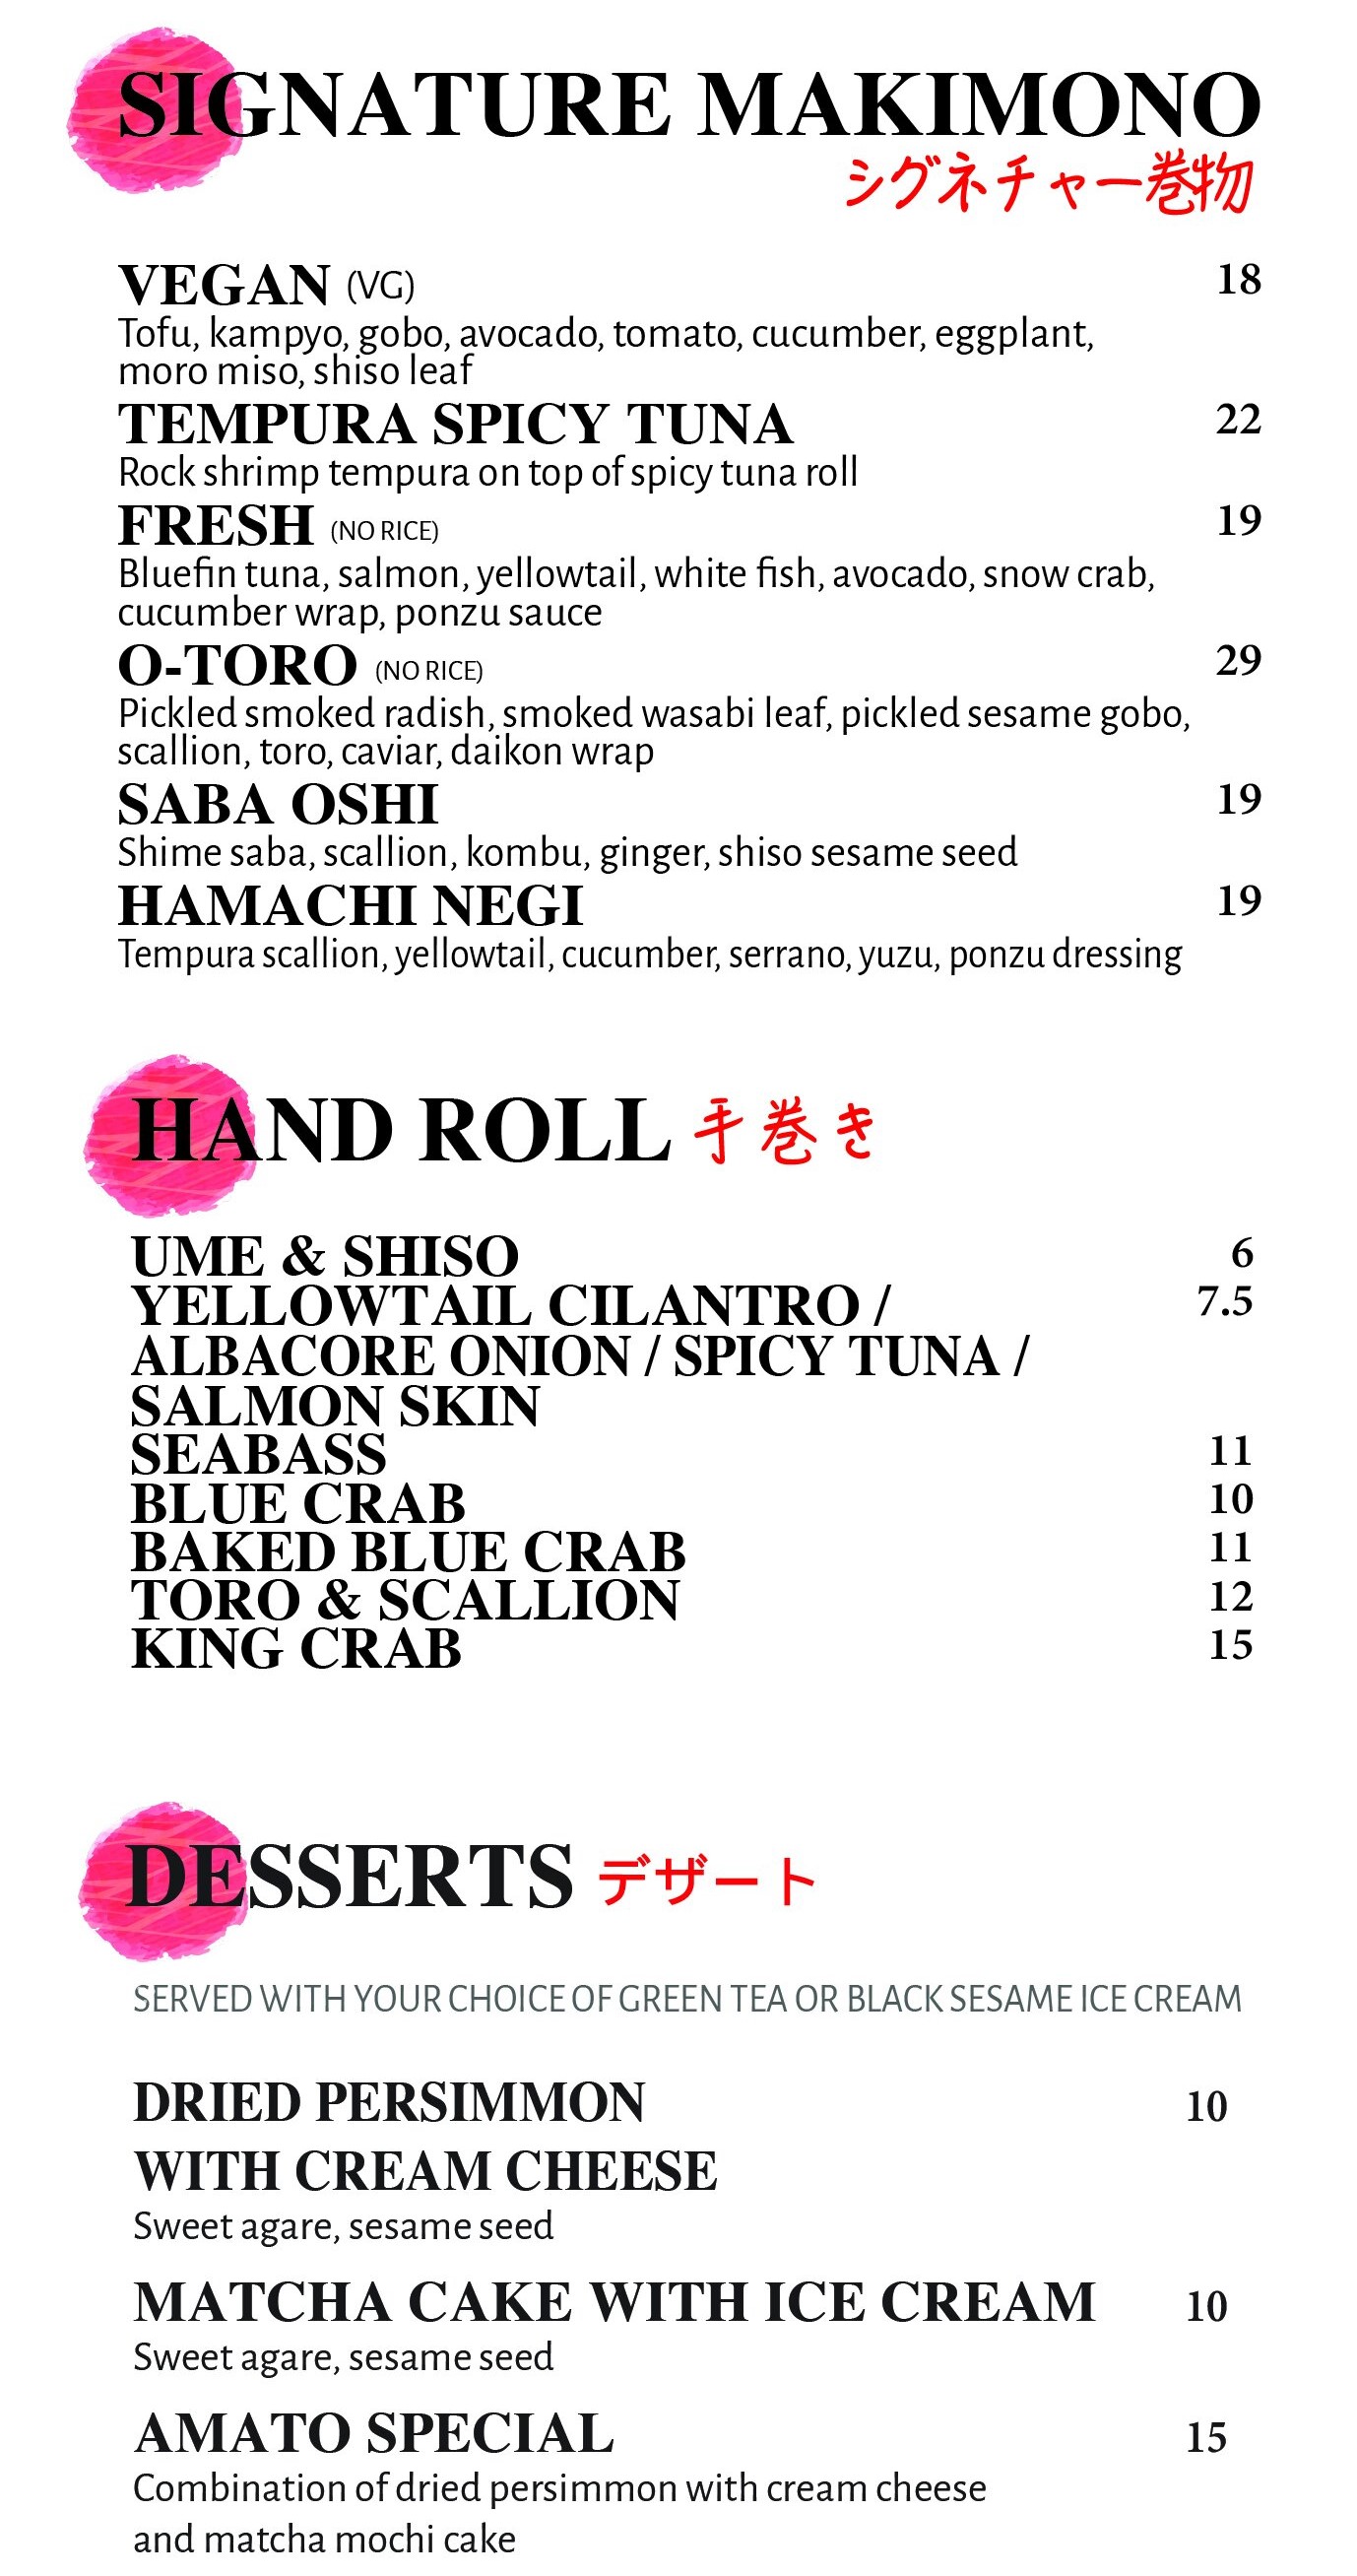 SIGNATURE MAKIMONO
シグネチャー巻物
VEGAN (VG) 18
Tofu, kampyo, gobo, avocado, tomato, cucumber, eggplant,
moro miso, shiso leaf
TEMPURA SPICY TUNA 22
Rock shrimp tempura on top of spicy tuna roll
FRESH (NO RICE) 19
Bluefin tuna, salmon, yellowtail, white fish, avocado, snow crab,
cucumber wrap, ponzu sauce
O-TORO (NO RICE) 29
Pickled smoked radish, smoked wasabi leaf, pickled sesame gobo,
scallion, toro, caviar, daikon wrap
SABA OSHI 19
Shime saba, scallion, kombu, ginger, shiso sesame seed
HAMACHI NEGI 19
Tempura scallion, yellowtail, cucumber, serrano, yuzu, ponzu dressing
HAND ROLL 手巻き
UME & SHISO 6
YELLOWTAIL CILANTRO / 7.5
ALBACORE ONION / SPICY TUNA /
SALMON SKIN
SEABASS 11
BLUE CRAB 10
BAKED BLUE CRAB 11
TORO & SCALLION 12
KING CRAB 15
DESSERTS デザート
SERVED WITH YOUR CHOICE OF GREEN TEA OR BLACK SESAME ICE CREAM
DRIED PERSIMMON 10
WITH CREAM CHEESE
Sweet agare, sesame seed
MATCHA CAKE WITH ICE CREAM 10
Sweet agare, sesame seed
AMATO SPECIAL 15
Combination of dried persimmon with cream cheese
and matcha mochi cake